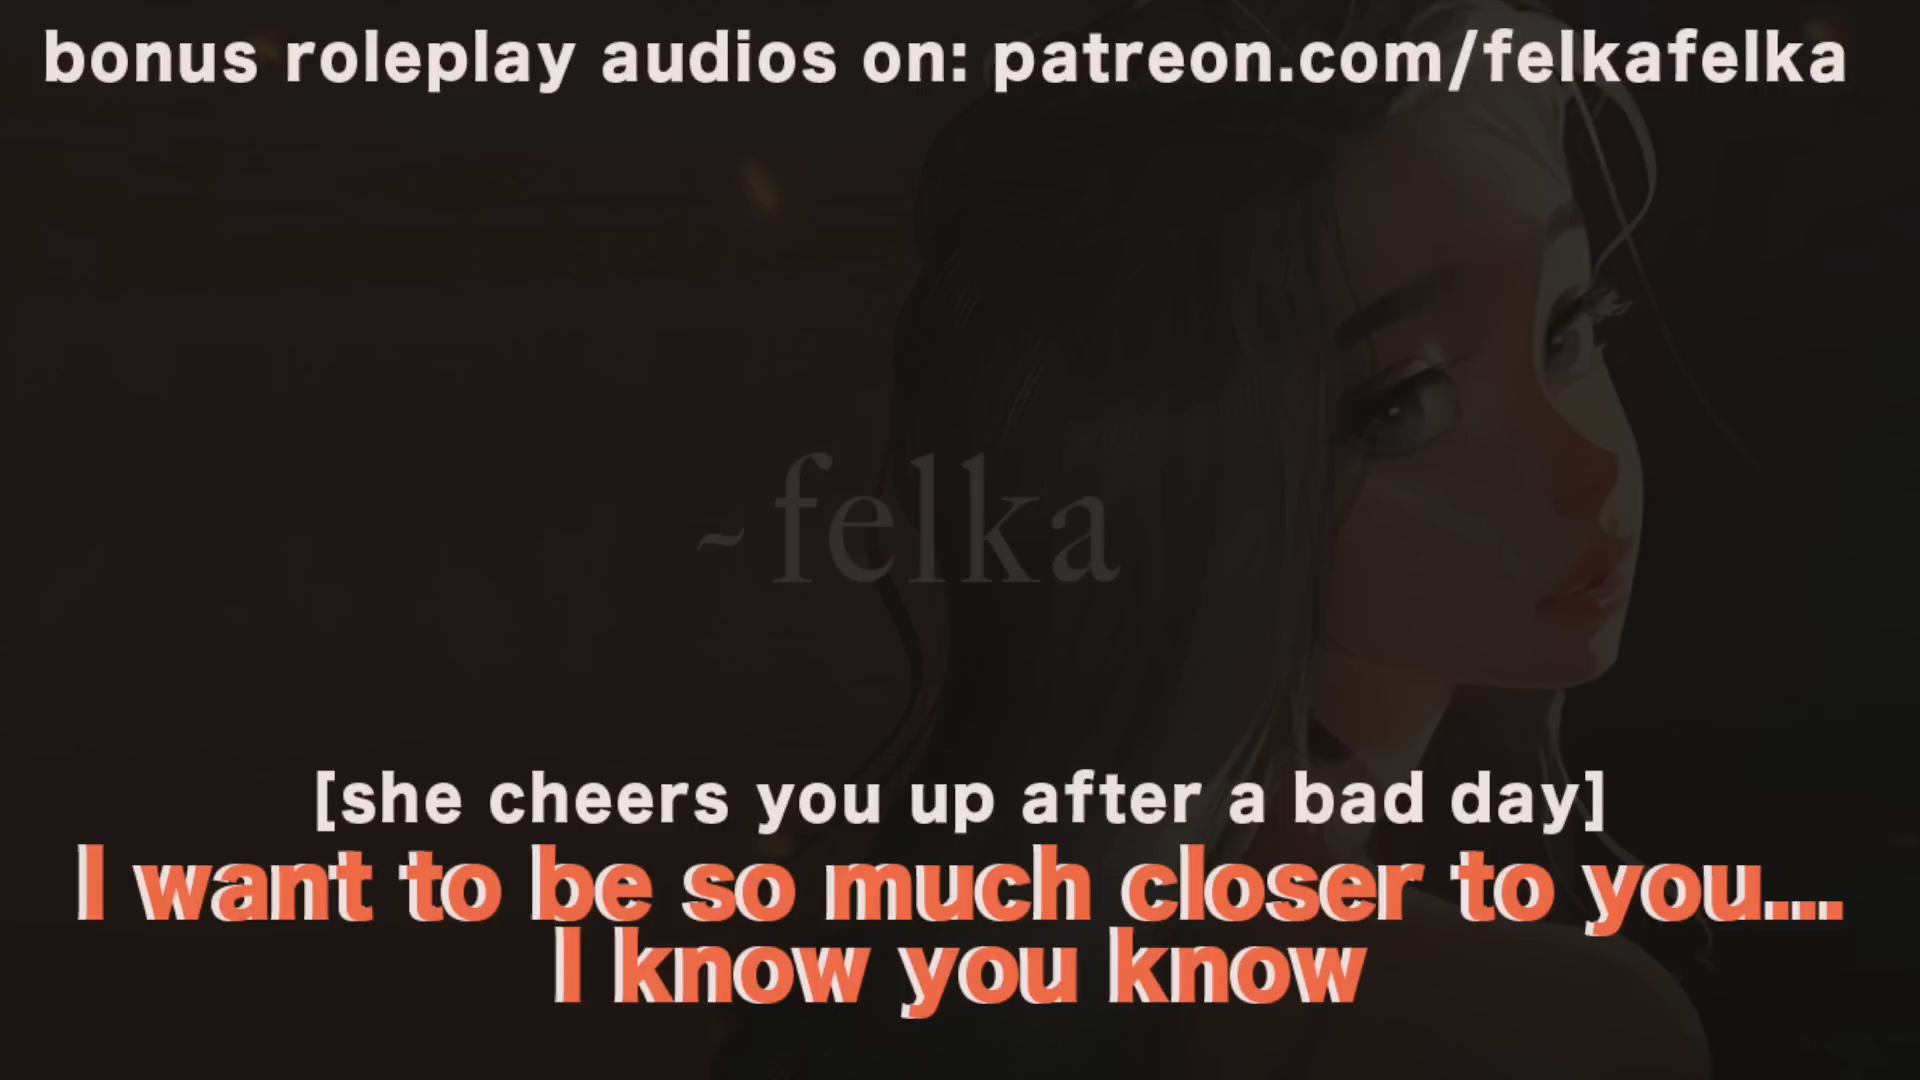 bonus roleplay audios on: patreon.com/felkafelka
~felka
[she cheers you up after a bad day]
I want to be so much closer to you...
I know you know